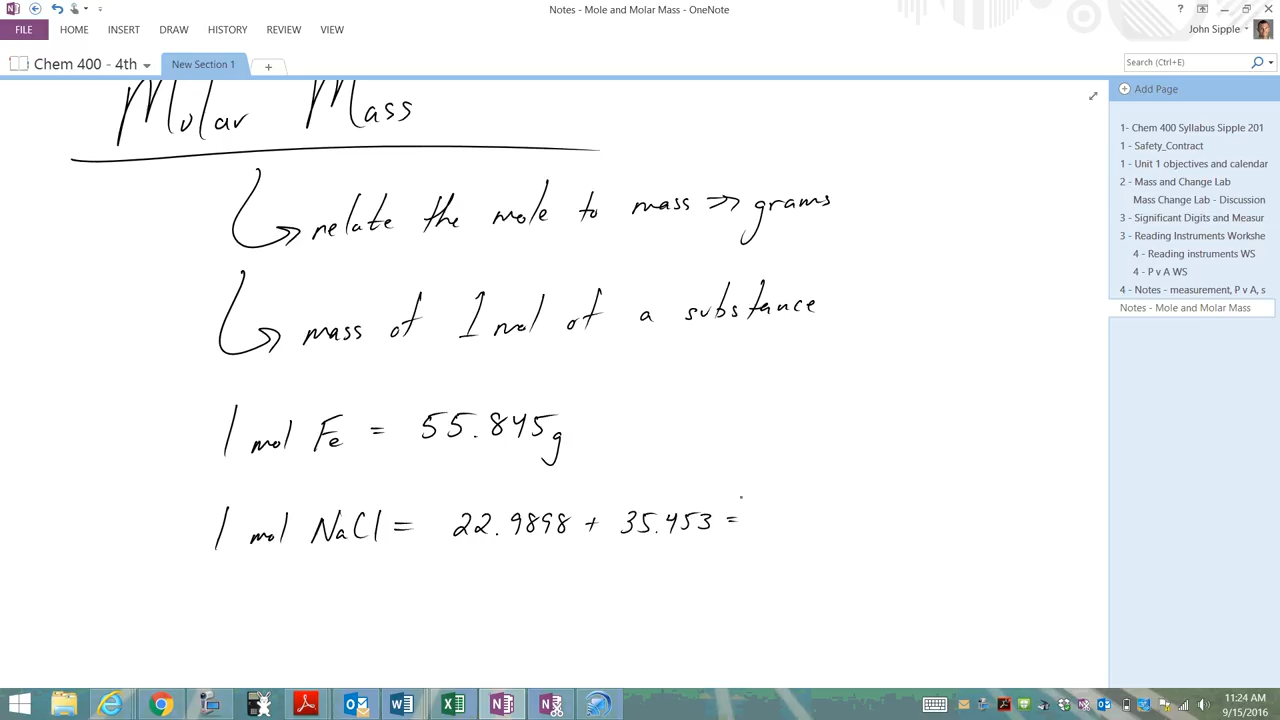 Notes - Mole and Molar Mass - OneNote
?
FILE HOME INSERT DRAW HISTORY REVIEW VIEW
John Sipple
Chem 400 - 4th
New Section 1
+
Search (Ctrl+E)
Molar Mass
relate the mole to mass => grams
mass of 1 mol of a substance
1 mol Fe = 55.845g
1 mol NaCl = 22.9898 + 35.453 =
Add Page
1- Chem 400 Syllabus Sipple 201
1 - Safety_Contract
1 - Unit 1 objectives and calendar
2 - Mass and Change Lab
Mass Change Lab - Discussion
3 - Significant Digits and Measur
3 - Reading Instruments Workshe
4 - Reading instruments WS
4 - P v A WS
4 - Notes - measurement, P v A, s
Notes - Mole and Molar Mass
11:24 AM
9/15/2016